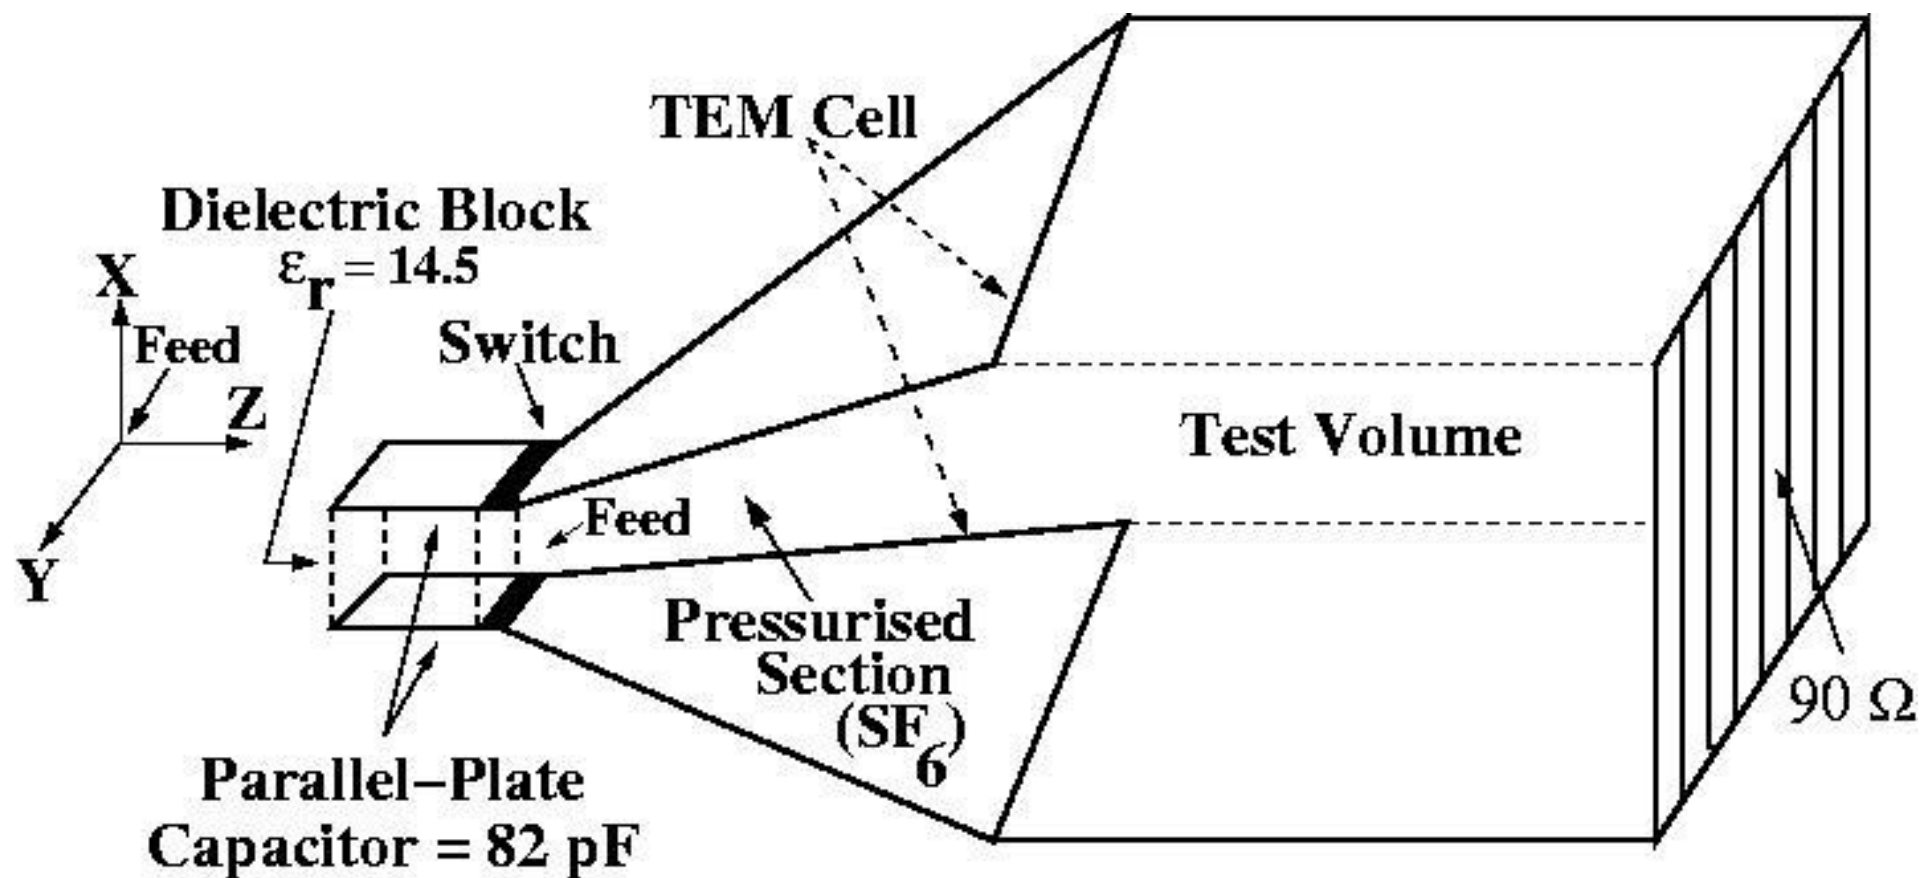 TEM Cell
Dielectric Block
εr = 14.5
X
Feed
Switch
Z
Test Volume
Feed
Y
Pressurised
Section
(SF6)
90 Ω
Parallel-Plate
Capacitor = 82 pF